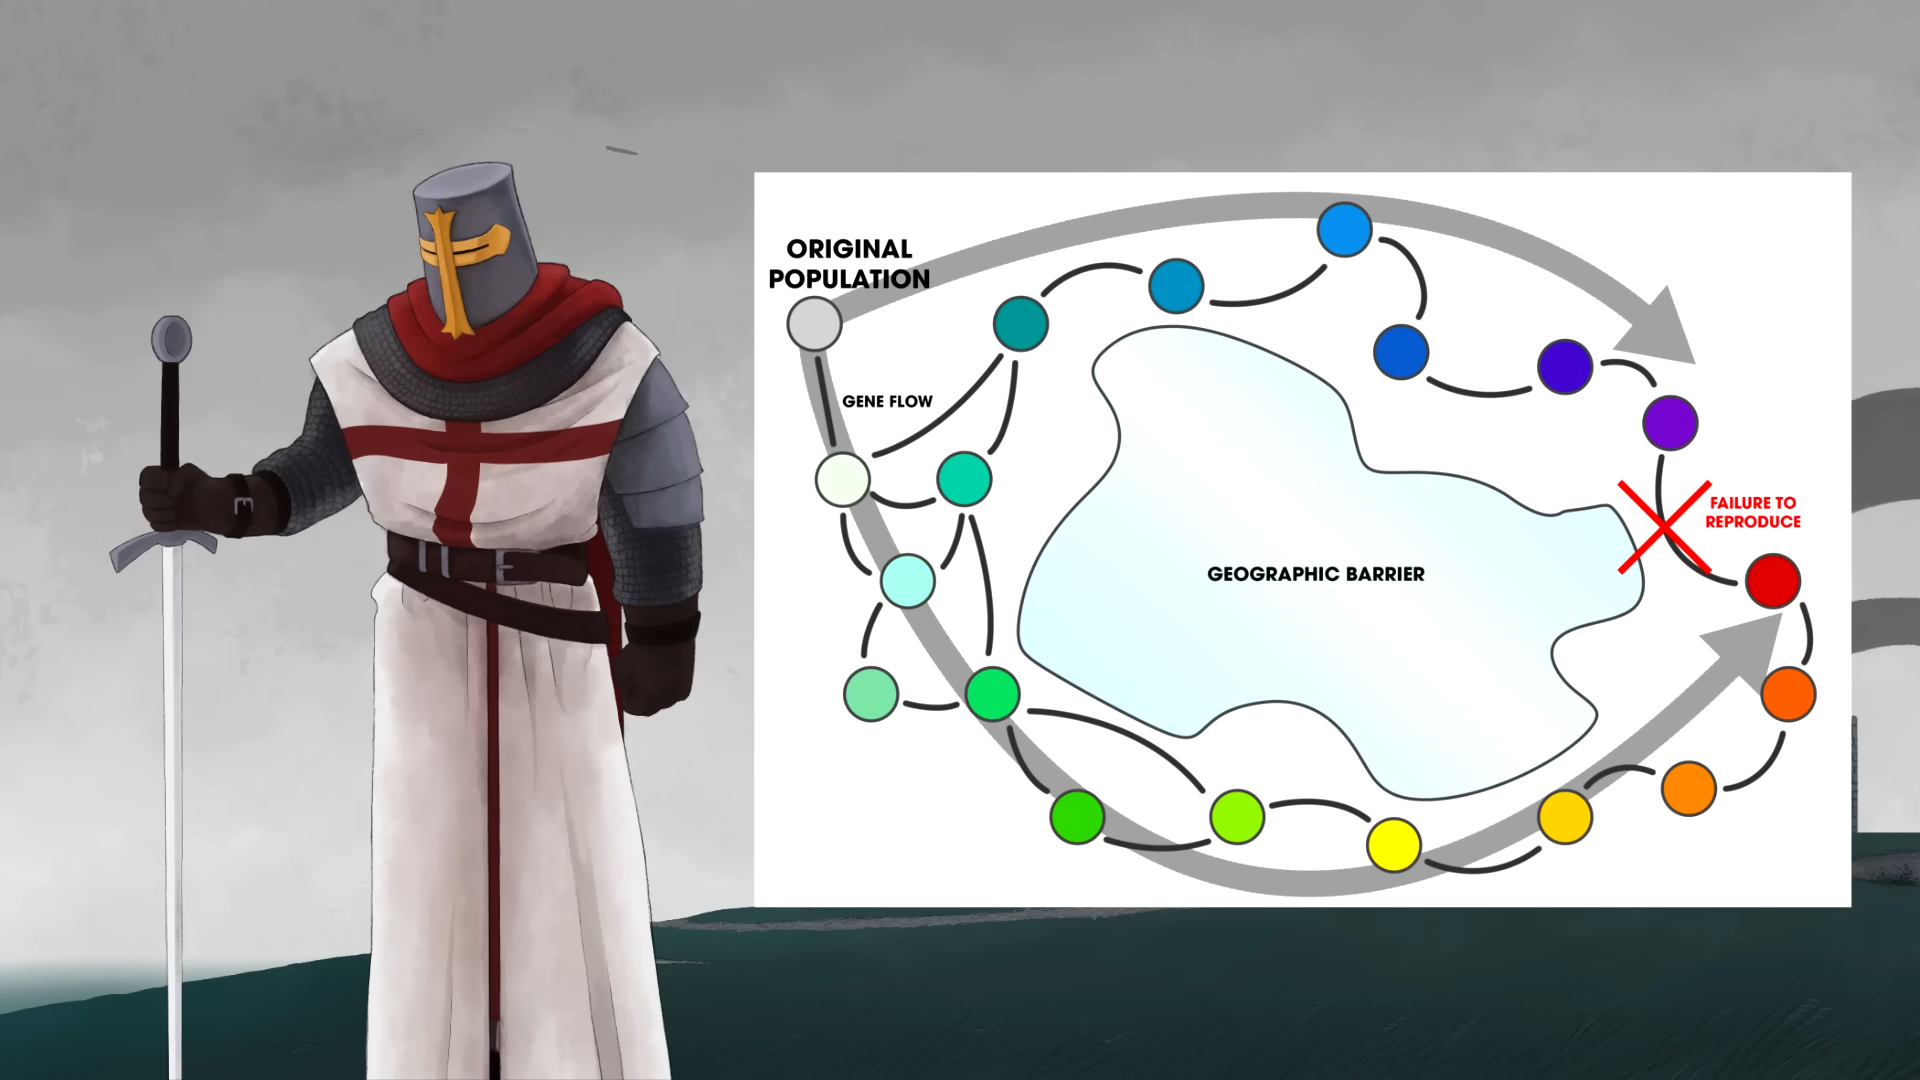 ORIGINAL
POPULATION
GENE FLOW
FAILURE TO
REPRODUCE
GEOGRAPHIC BARRIER